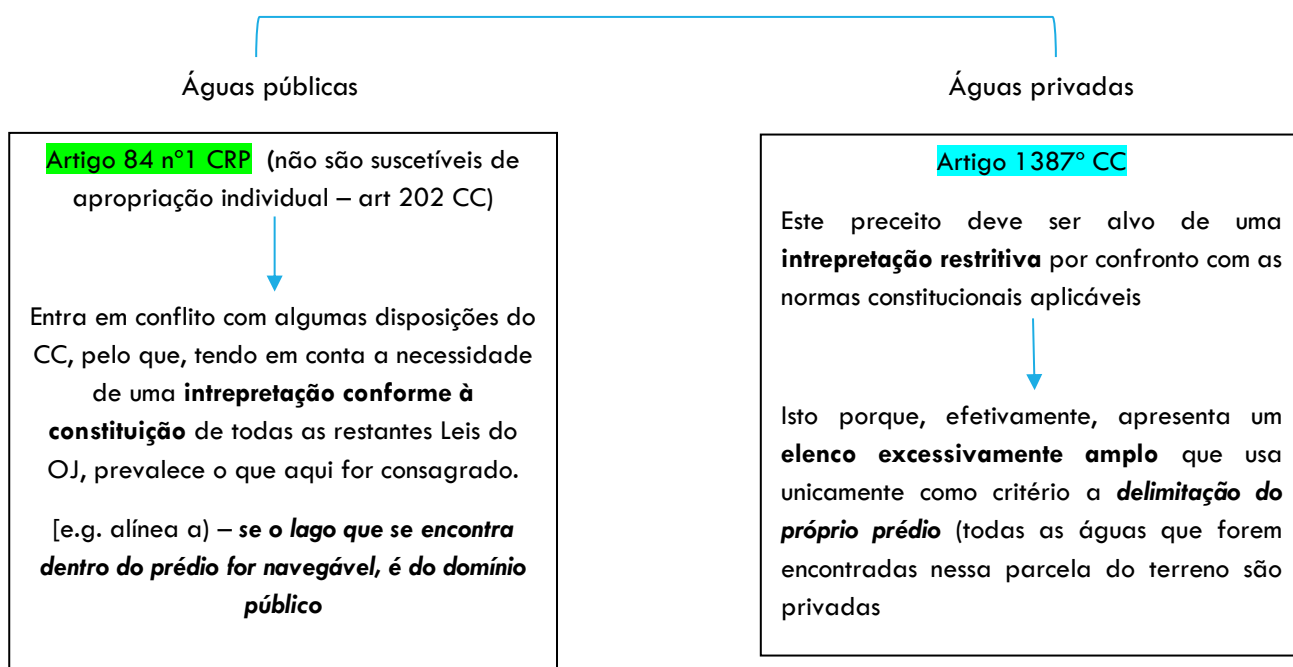 Águas públicas
Águas privadas
Artigo 84 nº1 CRP (não são suscetíveis de
apropriação individual – art 202 CC)
Entra em conflito com algumas disposições do
CC, pelo que, tendo em conta a necessidade
de uma intrepretação conforme à
constituição de todas as restantes Leis do
OJ, prevalece o que aqui for consagrado.
[e.g. alínea a) – se o lago que se encontra
dentro do prédio for navegável, é do domínio
público
Artigo 1387º CC
Este preceito deve ser alvo de uma
intrepretação restritiva por confronto com as
normas constitucionais aplicáveis
Isto porque, efetivamente, apresenta um
elenco excessivamente amplo que usa
unicamente como critério a delimitação do
próprio prédio (todas as águas que forem
encontradas nessa parcela do terreno são
privadas